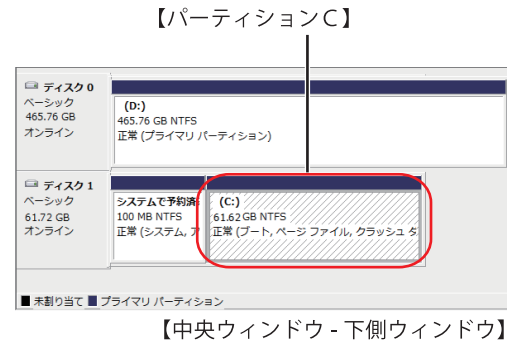 【パーティションC】
ディスク 0
ベーシック
465.76 GB
オンライン
(D:)
465.76 GB NTFS
正常 (プライマリ パーティション)
ディスク 1
ベーシック
61.72 GB
オンライン
システムで予約済
100 MB NTFS
正常 (システム, ア
(C:)
61.62 GB NTFS
正常 (ブート, ページ ファイル, クラッシュ ダ
未割り当て プライマリ パーティション
【中央ウィンドウ - 下側ウィンドウ】